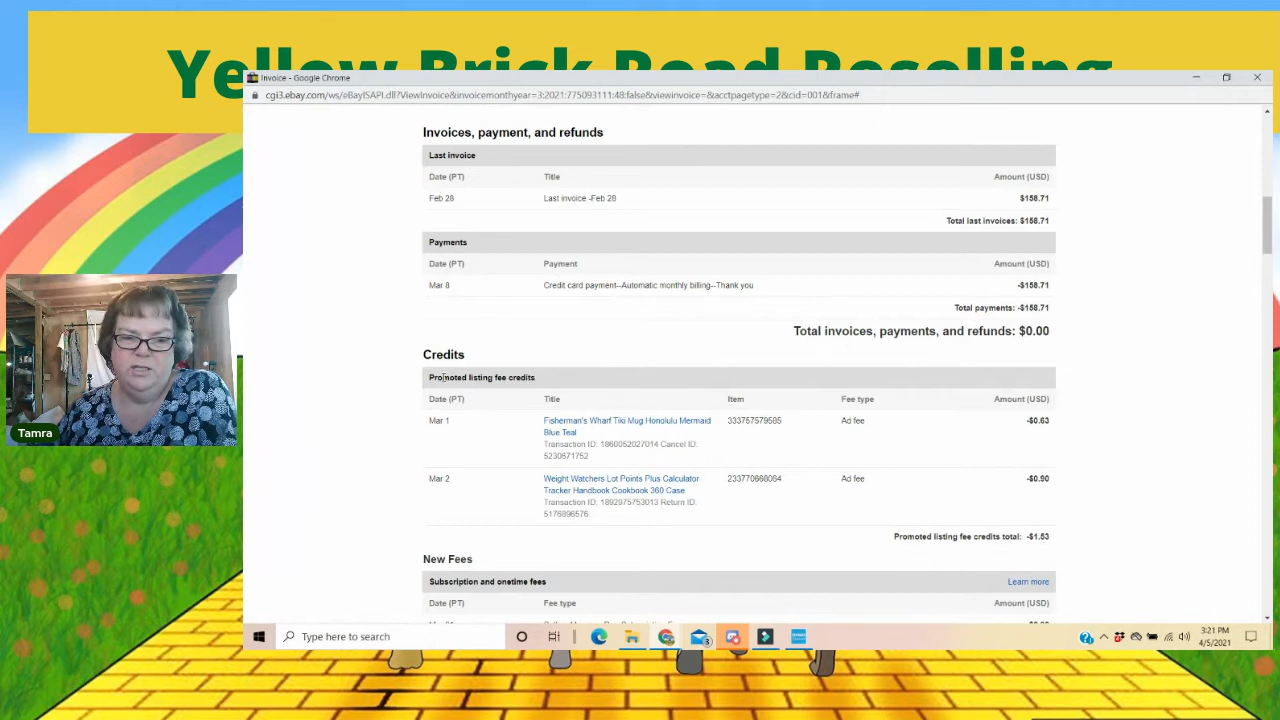 Yellow Brick Road Reselling
Invoice - Google Chrome
cgi3.ebay.com/ws/eBayISAPI.dll?ViewInvoice&invoicemonthyear=3:2021:775093111:48:false&viewinvoice=&acctpagetype=2&cid=001&frame#
Invoices, payment, and refunds
Last invoice
Date (PT) Title Amount (USD)
Feb 28 Last invoice -Feb 28 $158.71
Total last invoices: $158.71
Payments
Date (PT) Payment Amount (USD)
Mar 8 Credit card payment--Automatic monthly billing--Thank you -$158.71
Total payments: -$158.71
Total invoices, payments, and refunds: $0.00
Credits
Promoted listing fee credits
Date (PT) Title Item Fee type Amount (USD)
Mar 1 Fisherman's Wharf Tiki Mug Honolulu Mermaid 333757579585 Ad fee -$0.63
Blue Teal
Transaction ID: 1860052027014 Cancel ID:
5230671752
Mar 2 Weight Watchers Lot Points Plus Calculator 233770668064 Ad fee -$0.90
Tracker Handbook Cookbook 360 Case
Transaction ID: 1892975753013 Return ID:
5176896576
Promoted listing fee credits total: -$1.53
New Fees
Subscription and onetime fees Learn more
Date (PT) Fee type Amount (USD)
Tamra
Type here to search
3
3:21 PM
4/5/2021